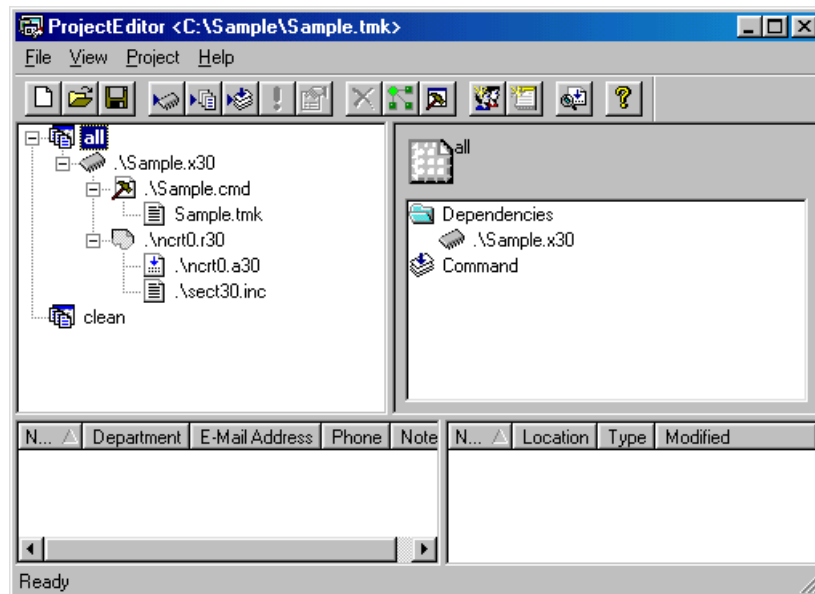 ProjectEditor <C:\Sample\Sample.tmk>
File View Project Help
all
.\Sample.x30
.\Sample.cmd
Sample.tmk
.\ncrt0.r30
.\ncrt0.a30
.\sect30.inc
clean
all
Dependencies
.\Sample.x30
Command
N... Department E-Mail Address Phone Note
N... Location Type Modified
Ready